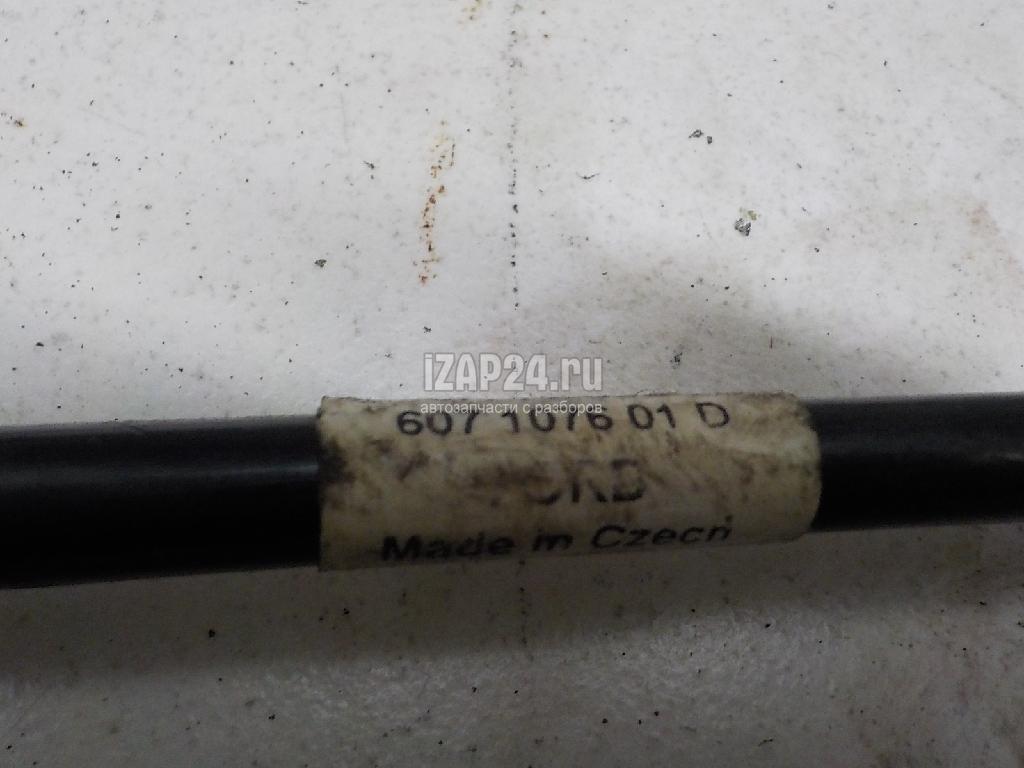 iZAP24.ru
автозапчасти с разборов
607 1076 01 D
Made in Czech